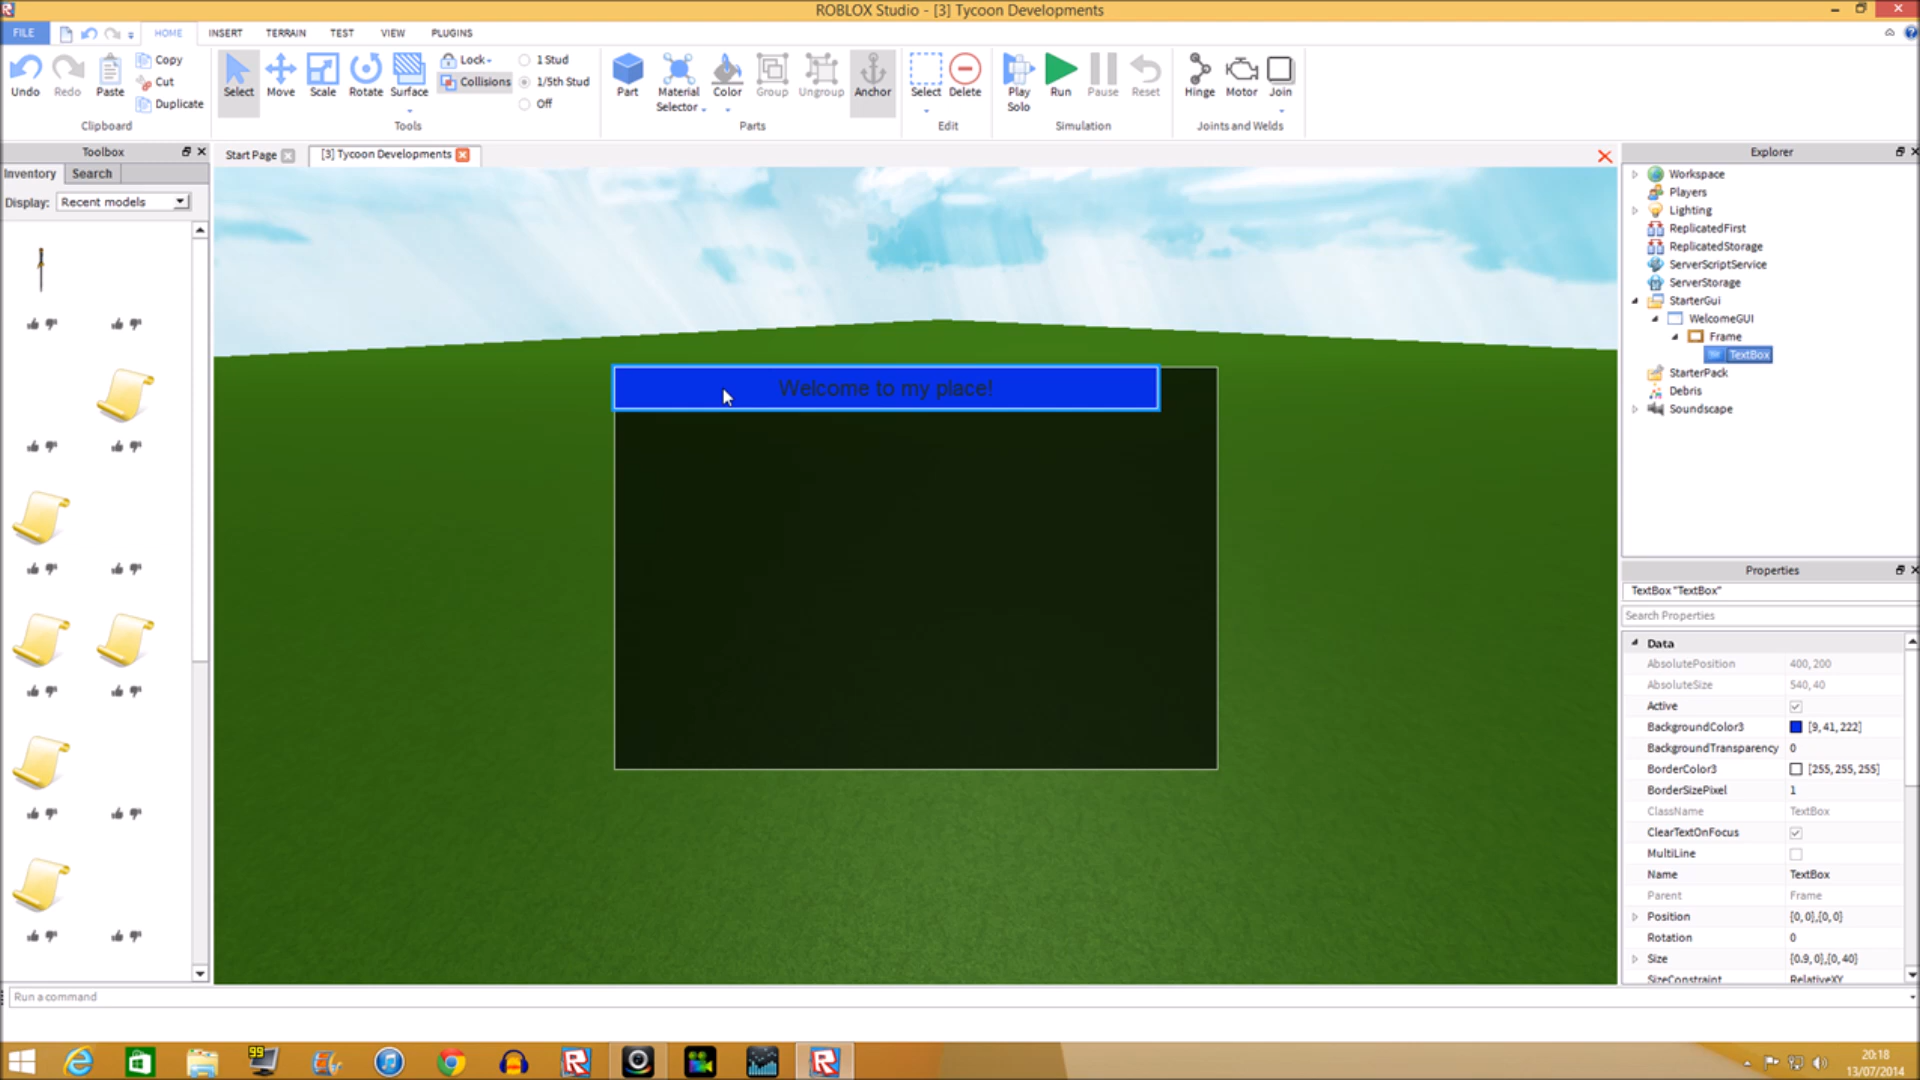 ROBLOX Studio - [3] Tycoon Developments
FILE
HOME
INSERT
TERRAIN
TEST
VIEW
PLUGINS
Undo
Redo
Paste
Copy
Cut
Duplicate
Clipboard
Select
Move
Scale
Rotate
Surface
Lock
Collisions
1 Stud
1/5th Stud
Off
Tools
Part
Material Selector
Color
Group
Ungroup
Anchor
Parts
Select
Delete
Edit
Play Solo
Run
Pause
Reset
Simulation
Hinge
Motor
Join
Joints and Welds
Toolbox
Inventory
Search
Display:
Recent models
Start Page
[3] Tycoon Developments
Welcome to my place!
Explorer
Workspace
Players
Lighting
ReplicatedFirst
ReplicatedStorage
ServerScriptService
ServerStorage
StarterGui
WelcomeGUI
Frame
TextBox
StarterPack
Debris
Soundscape
Properties
TextBox "TextBox"
Search Properties
Data
AbsolutePosition 400, 200
AbsoluteSize 540, 40
Active
BackgroundColor3 [9, 41, 222]
BackgroundTransparency 0
BorderColor3 [255, 255, 255]
BorderSizePixel 1
ClassName TextBox
ClearTextOnFocus
MultiLine
Name TextBox
Parent Frame
Position {0, 0},{0, 0}
Rotation 0
Size {0.9, 0},{0, 40}
SizeConstraint RelativeXY
Run a command
99
20:18
13/07/2014